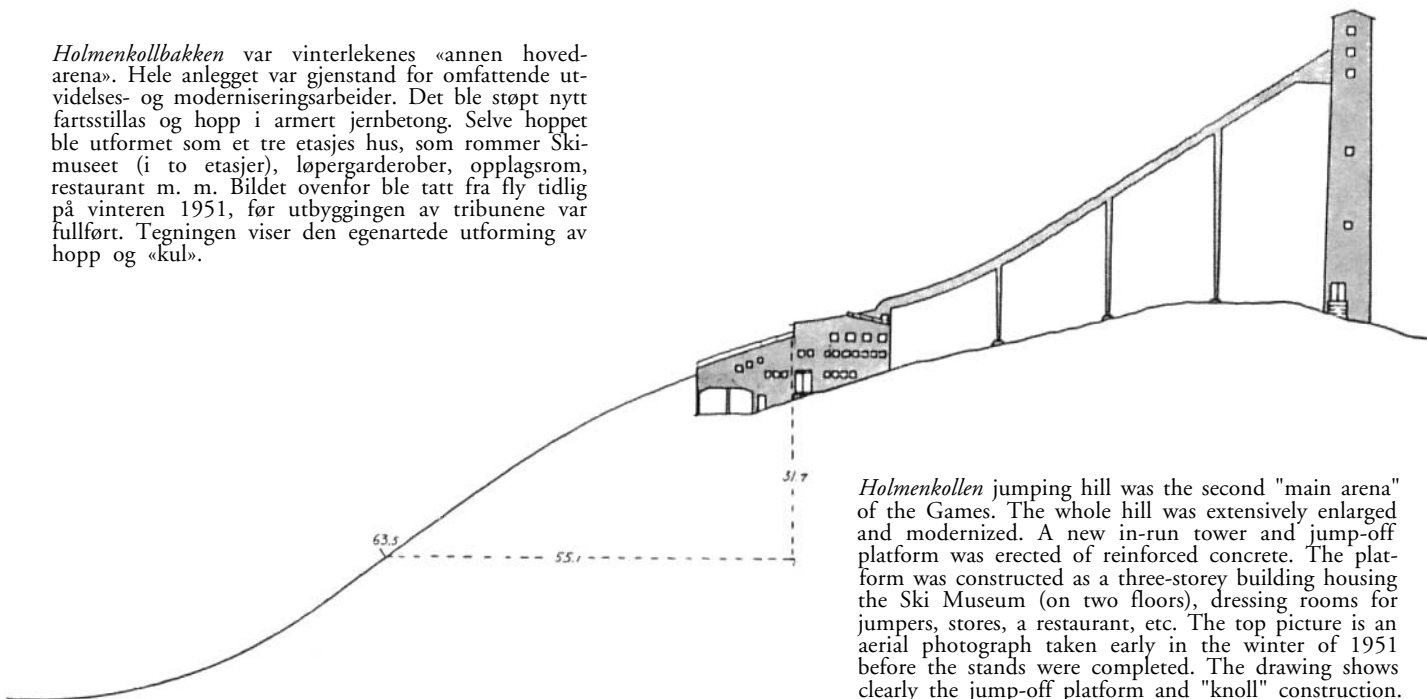 Holmenkollbakken var vinterlekenes «annen hoved-
arena». Hele anlegget var gjenstand for omfattende ut-
videlses- og moderniseringsarbeider. Det ble støpt nytt
fartsstillas og hopp i armert jernbetong. Selve hoppet
ble utformet som et tre etasjes hus, som rommer Ski-
museet (i to etasjer), løpergarderober, opplagsrom,
restaurant m. m. Bildet ovenfor ble tatt fra fly tidlig
på vinteren 1951, før utbyggingen av tribunene var
fullført. Tegningen viser den egenartede utforming av
hopp og «kul».
31.7
63.5
55.1
Holmenkollen jumping hill was the second "main arena"
of the Games. The whole hill was extensively enlarged
and modernized. A new in-run tower and jump-off
platform was erected of reinforced concrete. The plat-
form was constructed as a three-storey building housing
the Ski Museum (on two floors), dressing rooms for
jumpers, stores, a restaurant, etc. The top picture is an
aerial photograph taken early in the winter of 1951
before the stands were completed. The drawing shows
clearly the jump-off platform and "knoll" construction.